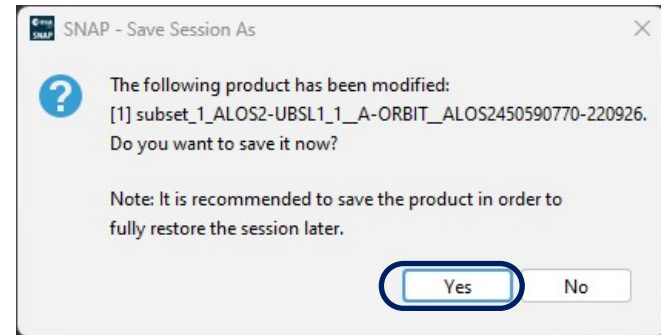 SNAP - Save Session As
The following product has been modified:
[1] subset_1_ALOS2-UBSL1_1__A-ORBIT__ALOS2450590770-220926.
Do you want to save it now?
Note: It is recommended to save the product in order to
fully restore the session later.
Yes No